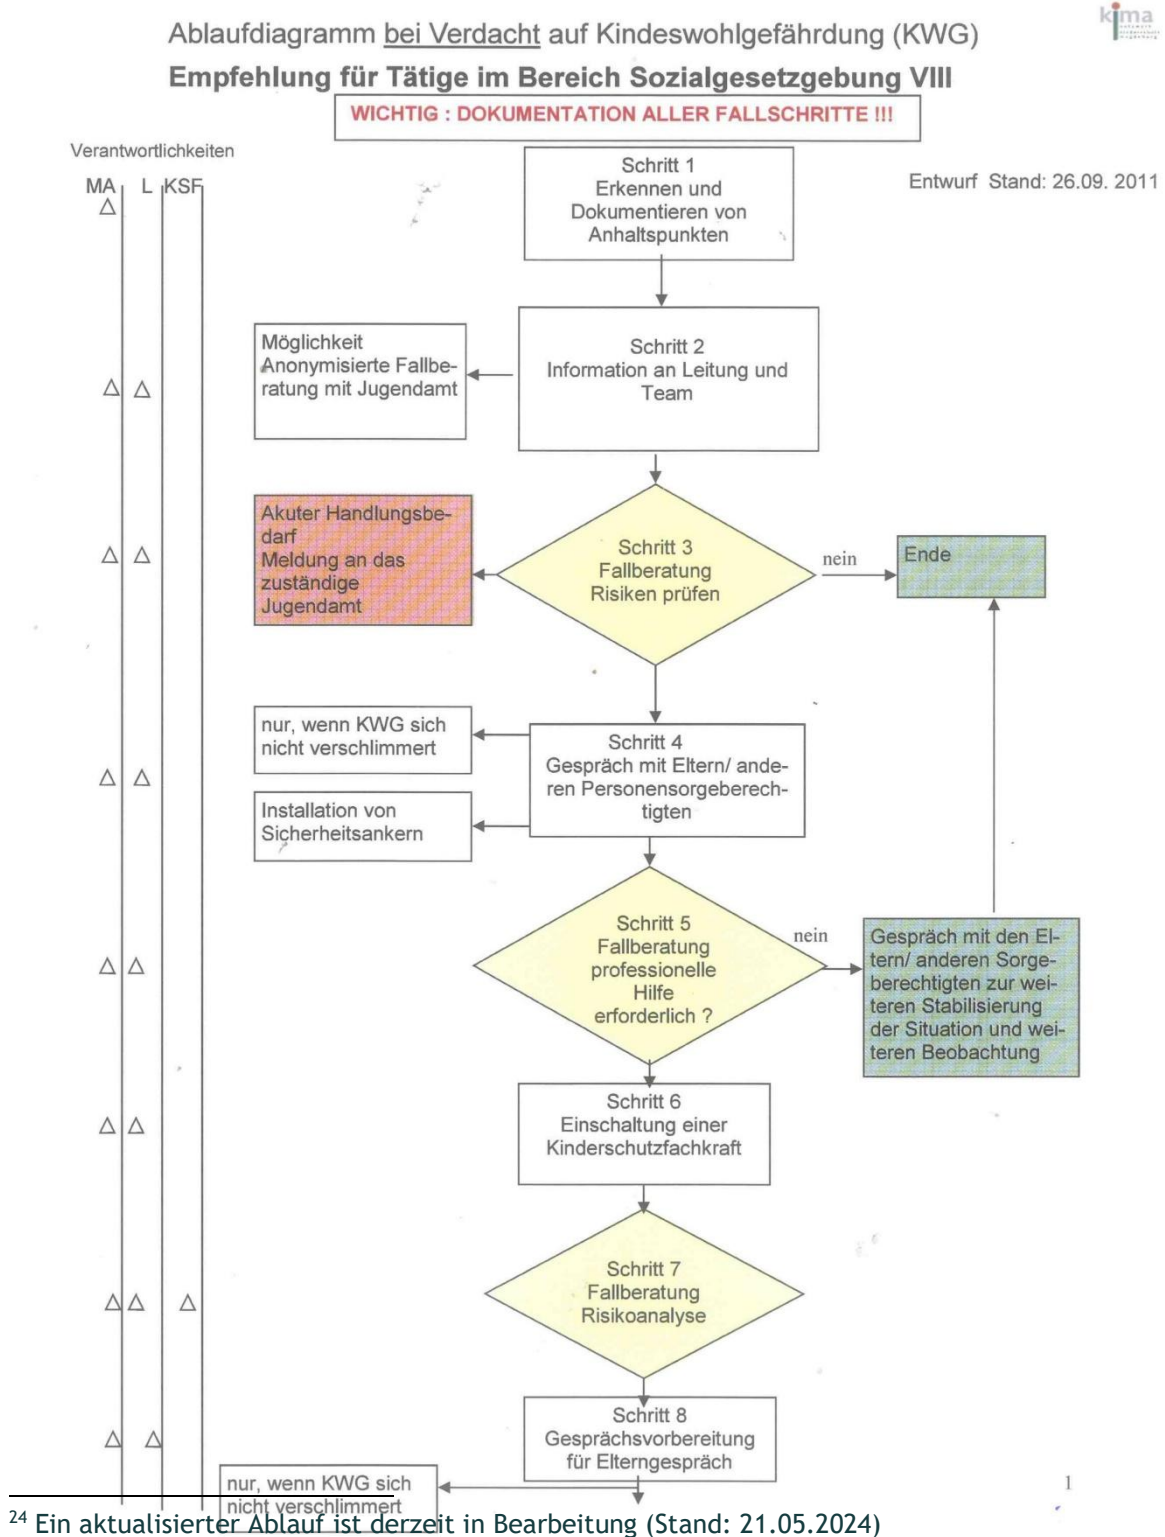 kima
Ablaufdiagramm bei Verdacht auf Kindeswohlgefährdung (KWG)
Empfehlung für Tätige im Bereich Sozialgesetzgebung VIII
WICHTIG : DOKUMENTATION ALLER FALLSCHRITTE !!!
Verantwortlichkeiten
MA L KSF
Entwurf Stand: 26.09. 2011
Schritt 1
Erkennen und
Dokumentieren von
Anhaltspunkten
Möglichkeit
Anonymisierte Fallbe-
ratung mit Jugendamt
Schritt 2
Information an Leitung und
Team
Akuter Handlungsbe-
darf
Meldung an das
zuständige
Jugendamt
Schritt 3
Fallberatung
Risiken prüfen
nein
Ende
nur, wenn KWG sich
nicht verschlimmert
Installation von
Sicherheitsankern
Schritt 4
Gespräch mit Eltern/ ande-
ren Personensorgeberech-
tigten
Schritt 5
Fallberatung
professionelle
Hilfe
erforderlich ?
nein
Gespräch mit den El-
tern/ anderen Sorge-
berechtigten zur wei-
teren Stabilisierung
der Situation und wei-
teren Beobachtung
Schritt 6
Einschaltung einer
Kinderschutzfachkraft
Schritt 7
Fallberatung
Risikoanalyse
Schritt 8
Gesprächsvorbereitung
für Elterngespräch
nur, wenn KWG sich
nicht verschlimmert
1
24 Ein aktualisierter Ablauf ist derzeit in Bearbeitung (Stand: 21.05.2024)